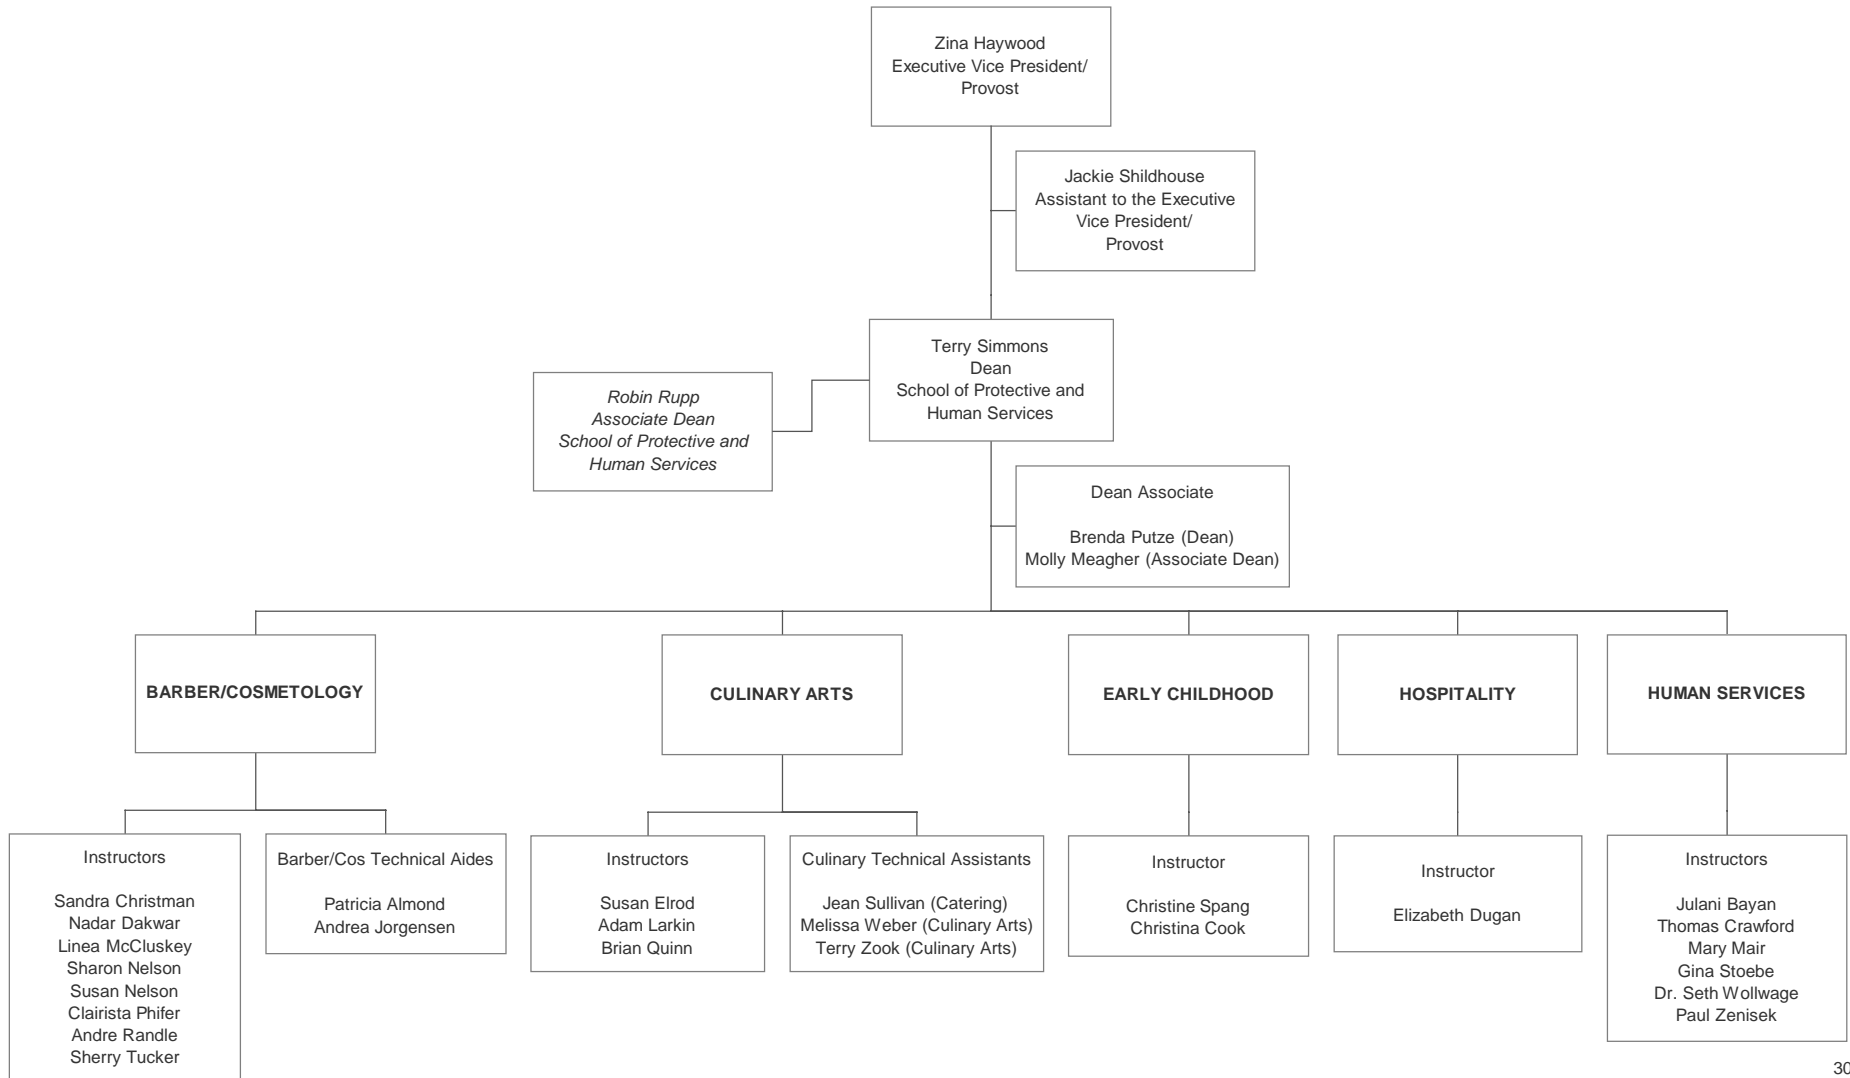 Zina Haywood
Executive Vice President/
Provost
Jackie Shildhouse
Assistant to the Executive
Vice President/
Provost
Terry Simmons
Dean
School of Protective and
Human Services
Robin Rupp
Associate Dean
School of Protective and
Human Services
Dean Associate
Brenda Putze (Dean)
Molly Meagher (Associate Dean)
BARBER/COSMETOLOGY
CULINARY ARTS
EARLY CHILDHOOD
HOSPITALITY
HUMAN SERVICES
Instructors
Sandra Christman
Nadar Dakwar
Linea McCluskey
Sharon Nelson
Susan Nelson
Clairista Phifer
Andre Randle
Sherry Tucker
Barber/Cos Technical Aides
Patricia Almond
Andrea Jorgensen
Instructors
Susan Elrod
Adam Larkin
Brian Quinn
Culinary Technical Assistants
Jean Sullivan (Catering)
Melissa Weber (Culinary Arts)
Terry Zook (Culinary Arts)
Instructor
Christine Spang
Christina Cook
Instructor
Elizabeth Dugan
Instructors
Julani Bayan
Thomas Crawford
Mary Mair
Gina Stoebe
Dr. Seth Wollwage
Paul Zenisek
30